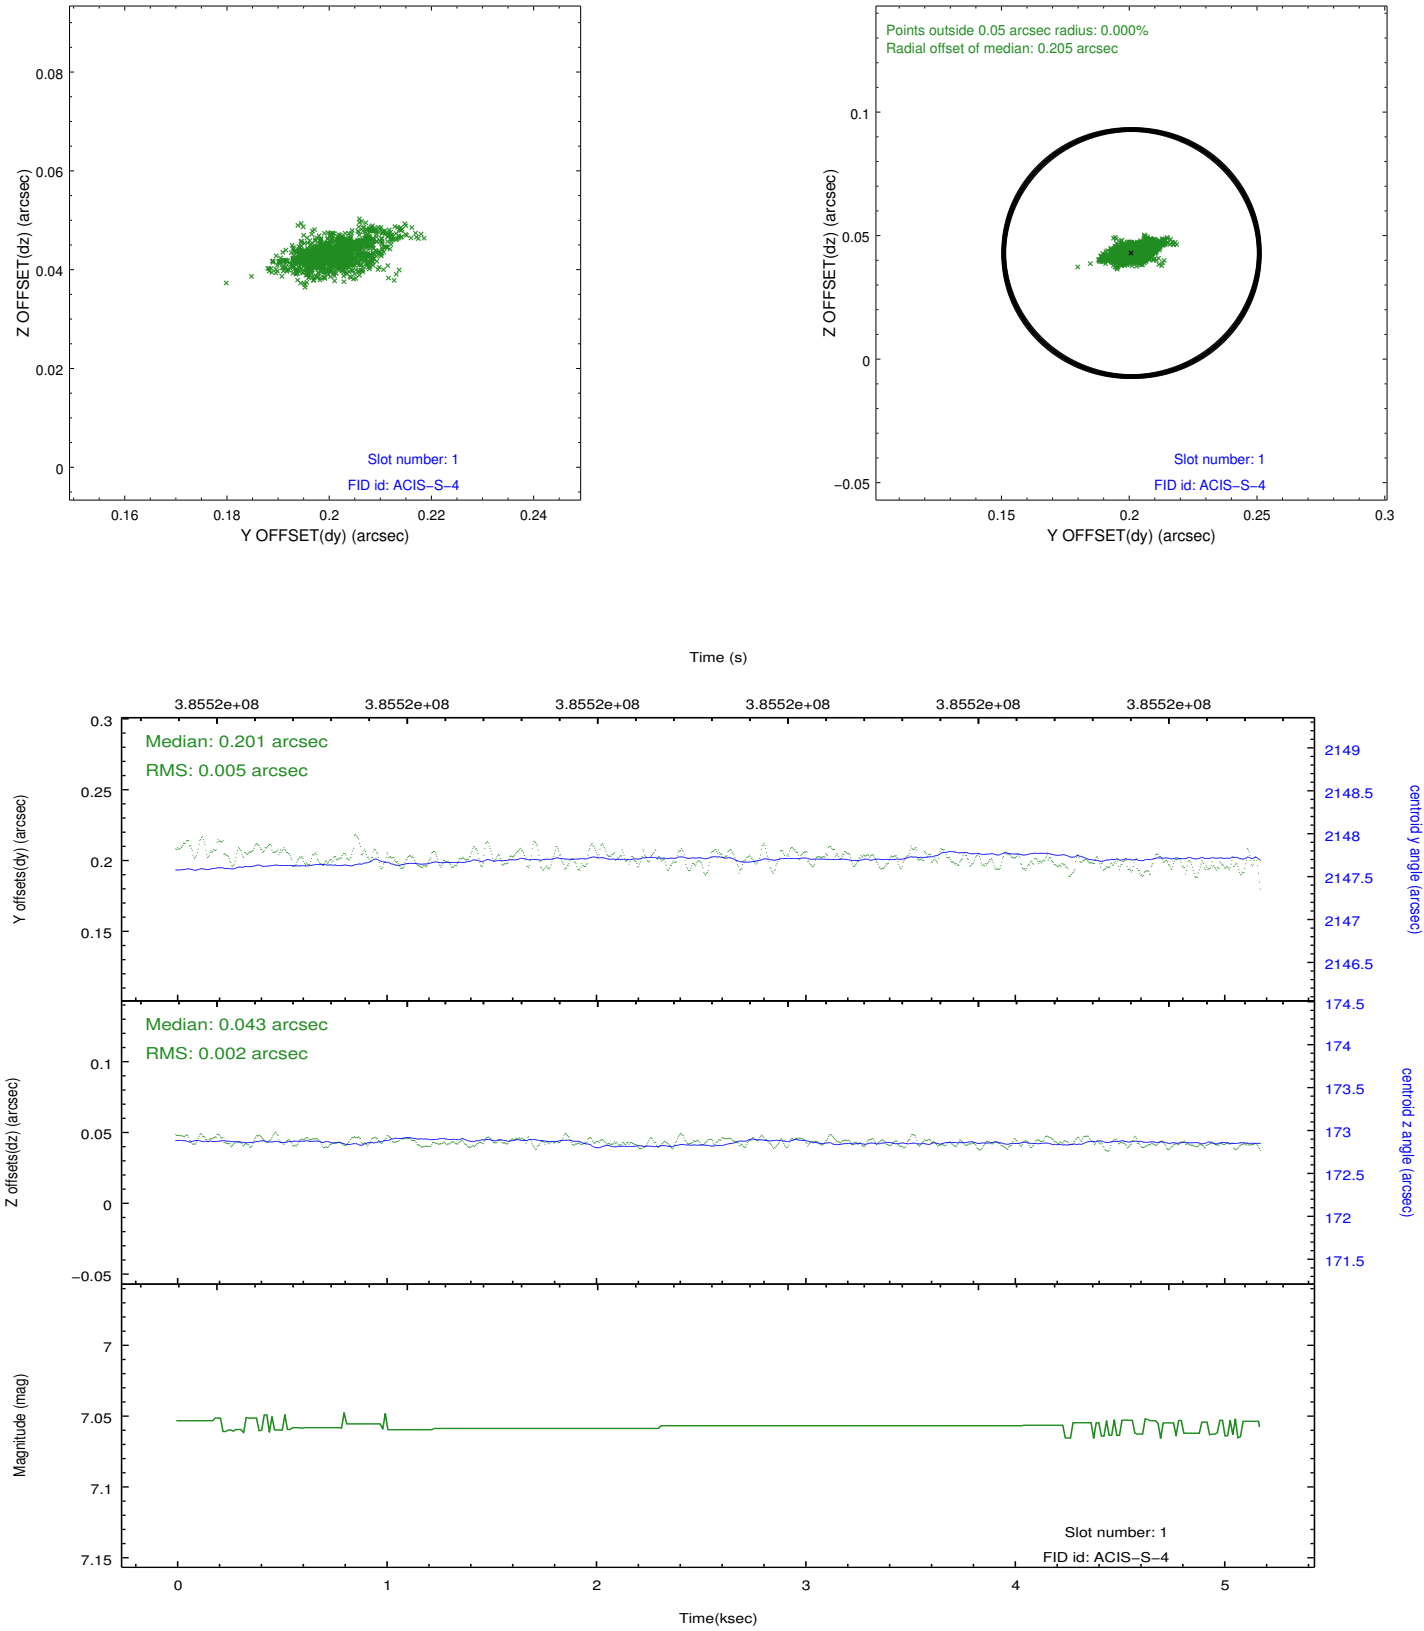 0.08
0.06
0.04
0.02
0
Z OFFSET(dz) (arcsec)
Slot number: 1
FID id: ACIS−S−4
0.16 0.18 0.2 0.22 0.24
Y OFFSET(dy) (arcsec)
Points outside 0.05 arcsec radius: 0.000%
Radial offset of median: 0.205 arcsec
0.1
0.05
0
−0.05
Z OFFSET(dz) (arcsec)
Slot number: 1
FID id: ACIS−S−4
0.15 0.2 0.25 0.3
Y OFFSET(dy) (arcsec)
Time (s)
3.8552e+08 3.8552e+08 3.8552e+08 3.8552e+08 3.8552e+08 3.8552e+08
Median: 0.201 arcsec
RMS: 0.005 arcsec
0.3
0.25
0.2
0.15
Y offsets(dy) (arcsec)
2149
2148.5
2148
2147.5
2147
2146.5
centroid y angle (arcsec)
Median: 0.043 arcsec
RMS: 0.002 arcsec
0.1
0.05
0
−0.05
Z offsets(dz) (arcsec)
174.5
174
173.5
173
172.5
172
171.5
centroid z angle (arcsec)
7
7.05
7.1
7.15
Magnitude (mag)
Slot number: 1
FID id: ACIS−S−4
0 1 2 3 4 5
Time(ksec)